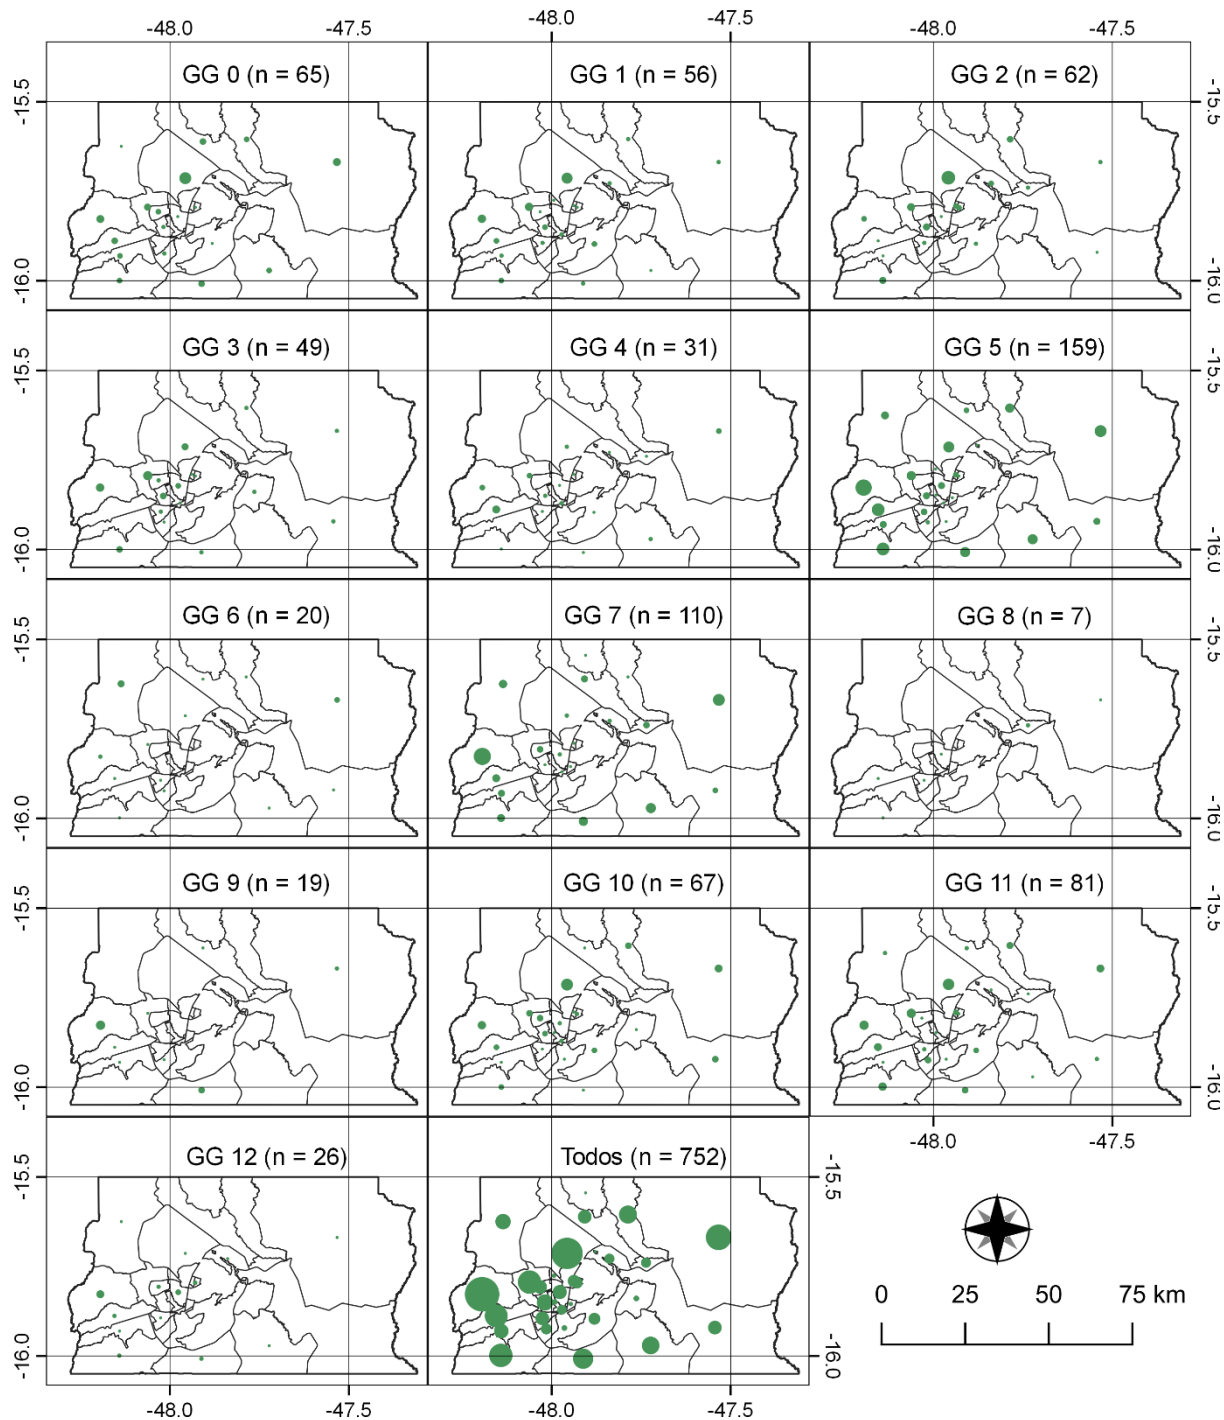 -48.0 -47.5 -48.0 -47.5 -48.0 -47.5
GG 0 (n = 65) GG 1 (n = 56) GG 2 (n = 62)
-15.5 -15.5
-16.0 -16.0
GG 3 (n = 49) GG 4 (n = 31) GG 5 (n = 159)
-15.5 -15.5
-16.0 -16.0
GG 6 (n = 20) GG 7 (n = 110) GG 8 (n = 7)
-15.5 -15.5
-16.0 -16.0
GG 9 (n = 19) GG 10 (n = 67) GG 11 (n = 81)
-15.5 -15.5
-16.0 -16.0
-48.0 -47.5
GG 12 (n = 26) Todos (n = 752)
-15.5 -15.5
-16.0 -16.0
0 25 50 75 km
-48.0 -47.5 -48.0 -47.5